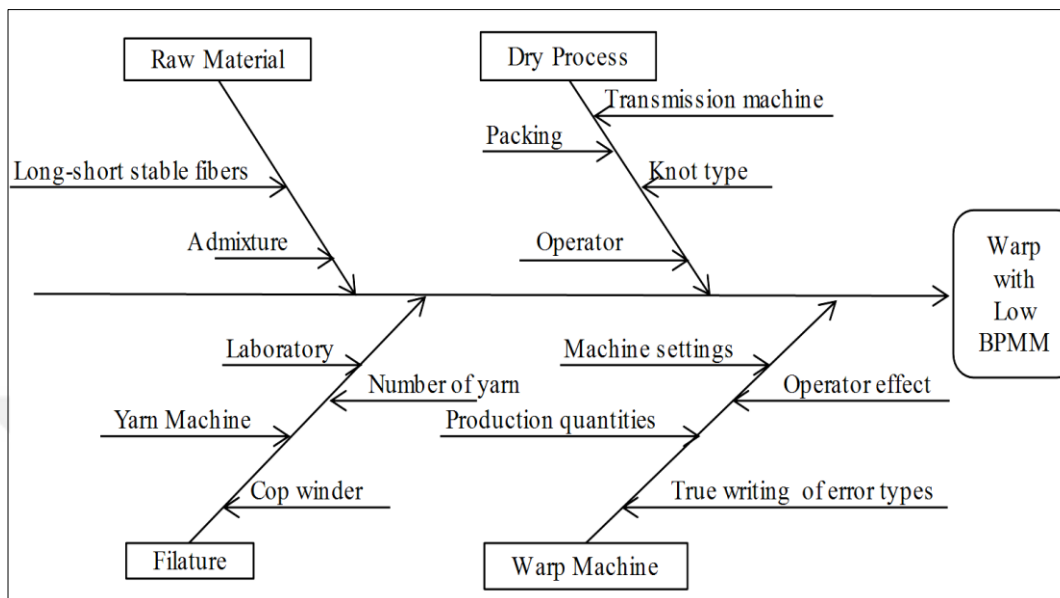 Raw Material
Dry Process
Transmission machine
Packing
Long-short stable fibers
Knot type
Admixture
Operator
Warp
with
Low
BPMM
Laboratory
Machine settings
Number of yarn
Operator effect
Yarn Machine
Production quantities
Cop winder
True writing of error types
Filature
Warp Machine